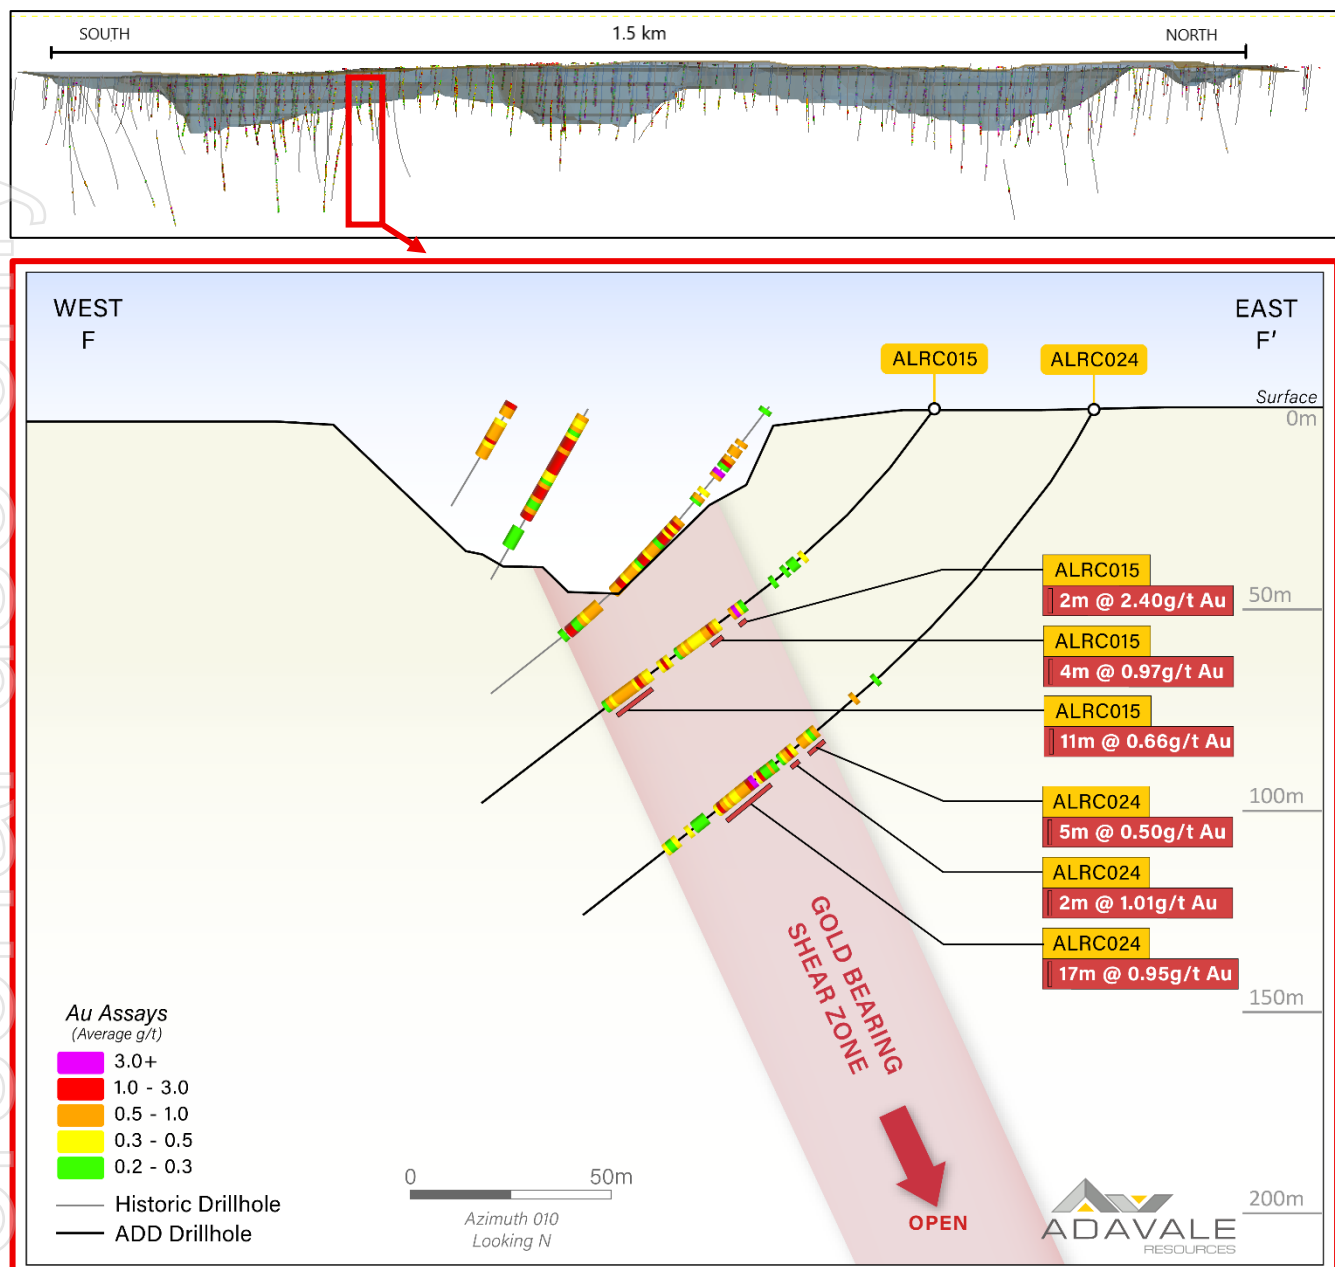 SOUTH
1.5 km
NORTH
WEST
F
EAST
F'
ALRC015
ALRC024
Surface
0m
ALRC015
2m @ 2.40g/t Au
50m
ALRC015
4m @ 0.97g/t Au
ALRC015
11m @ 0.66g/t Au
ALRC024
100m
5m @ 0.50g/t Au
ALRC024
2m @ 1.01g/t Au
ALRC024
17m @ 0.95g/t Au
150m
GOLD BEARING
SHEAR ZONE
OPEN
200m
Au Assays
(Average g/t)
3.0+
1.0 - 3.0
0.5 - 1.0
0.3 - 0.5
0.2 - 0.3
Historic Drillhole
ADD Drillhole
0
50m
Azimuth 010
Looking N
ADAVALE
RESOURCES